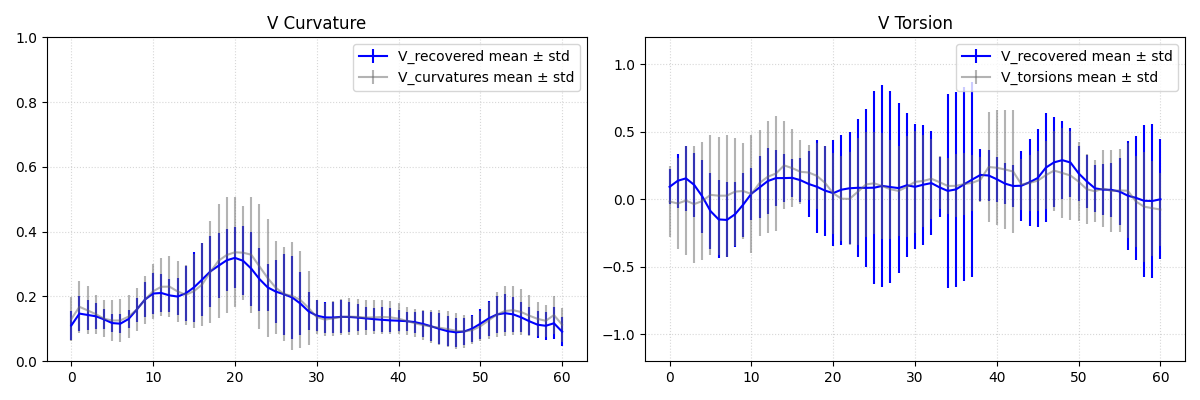 V Curvature
V_recovered mean ± std
V_curvatures mean ± std
1.0
0.8
0.6
0.4
0.2
0.0
0 10 20 30 40 50 60
V Torsion
V_recovered mean ± std
V_torsions mean ± std
1.0
0.5
0.0
−0.5
−1.0
0 10 20 30 40 50 60